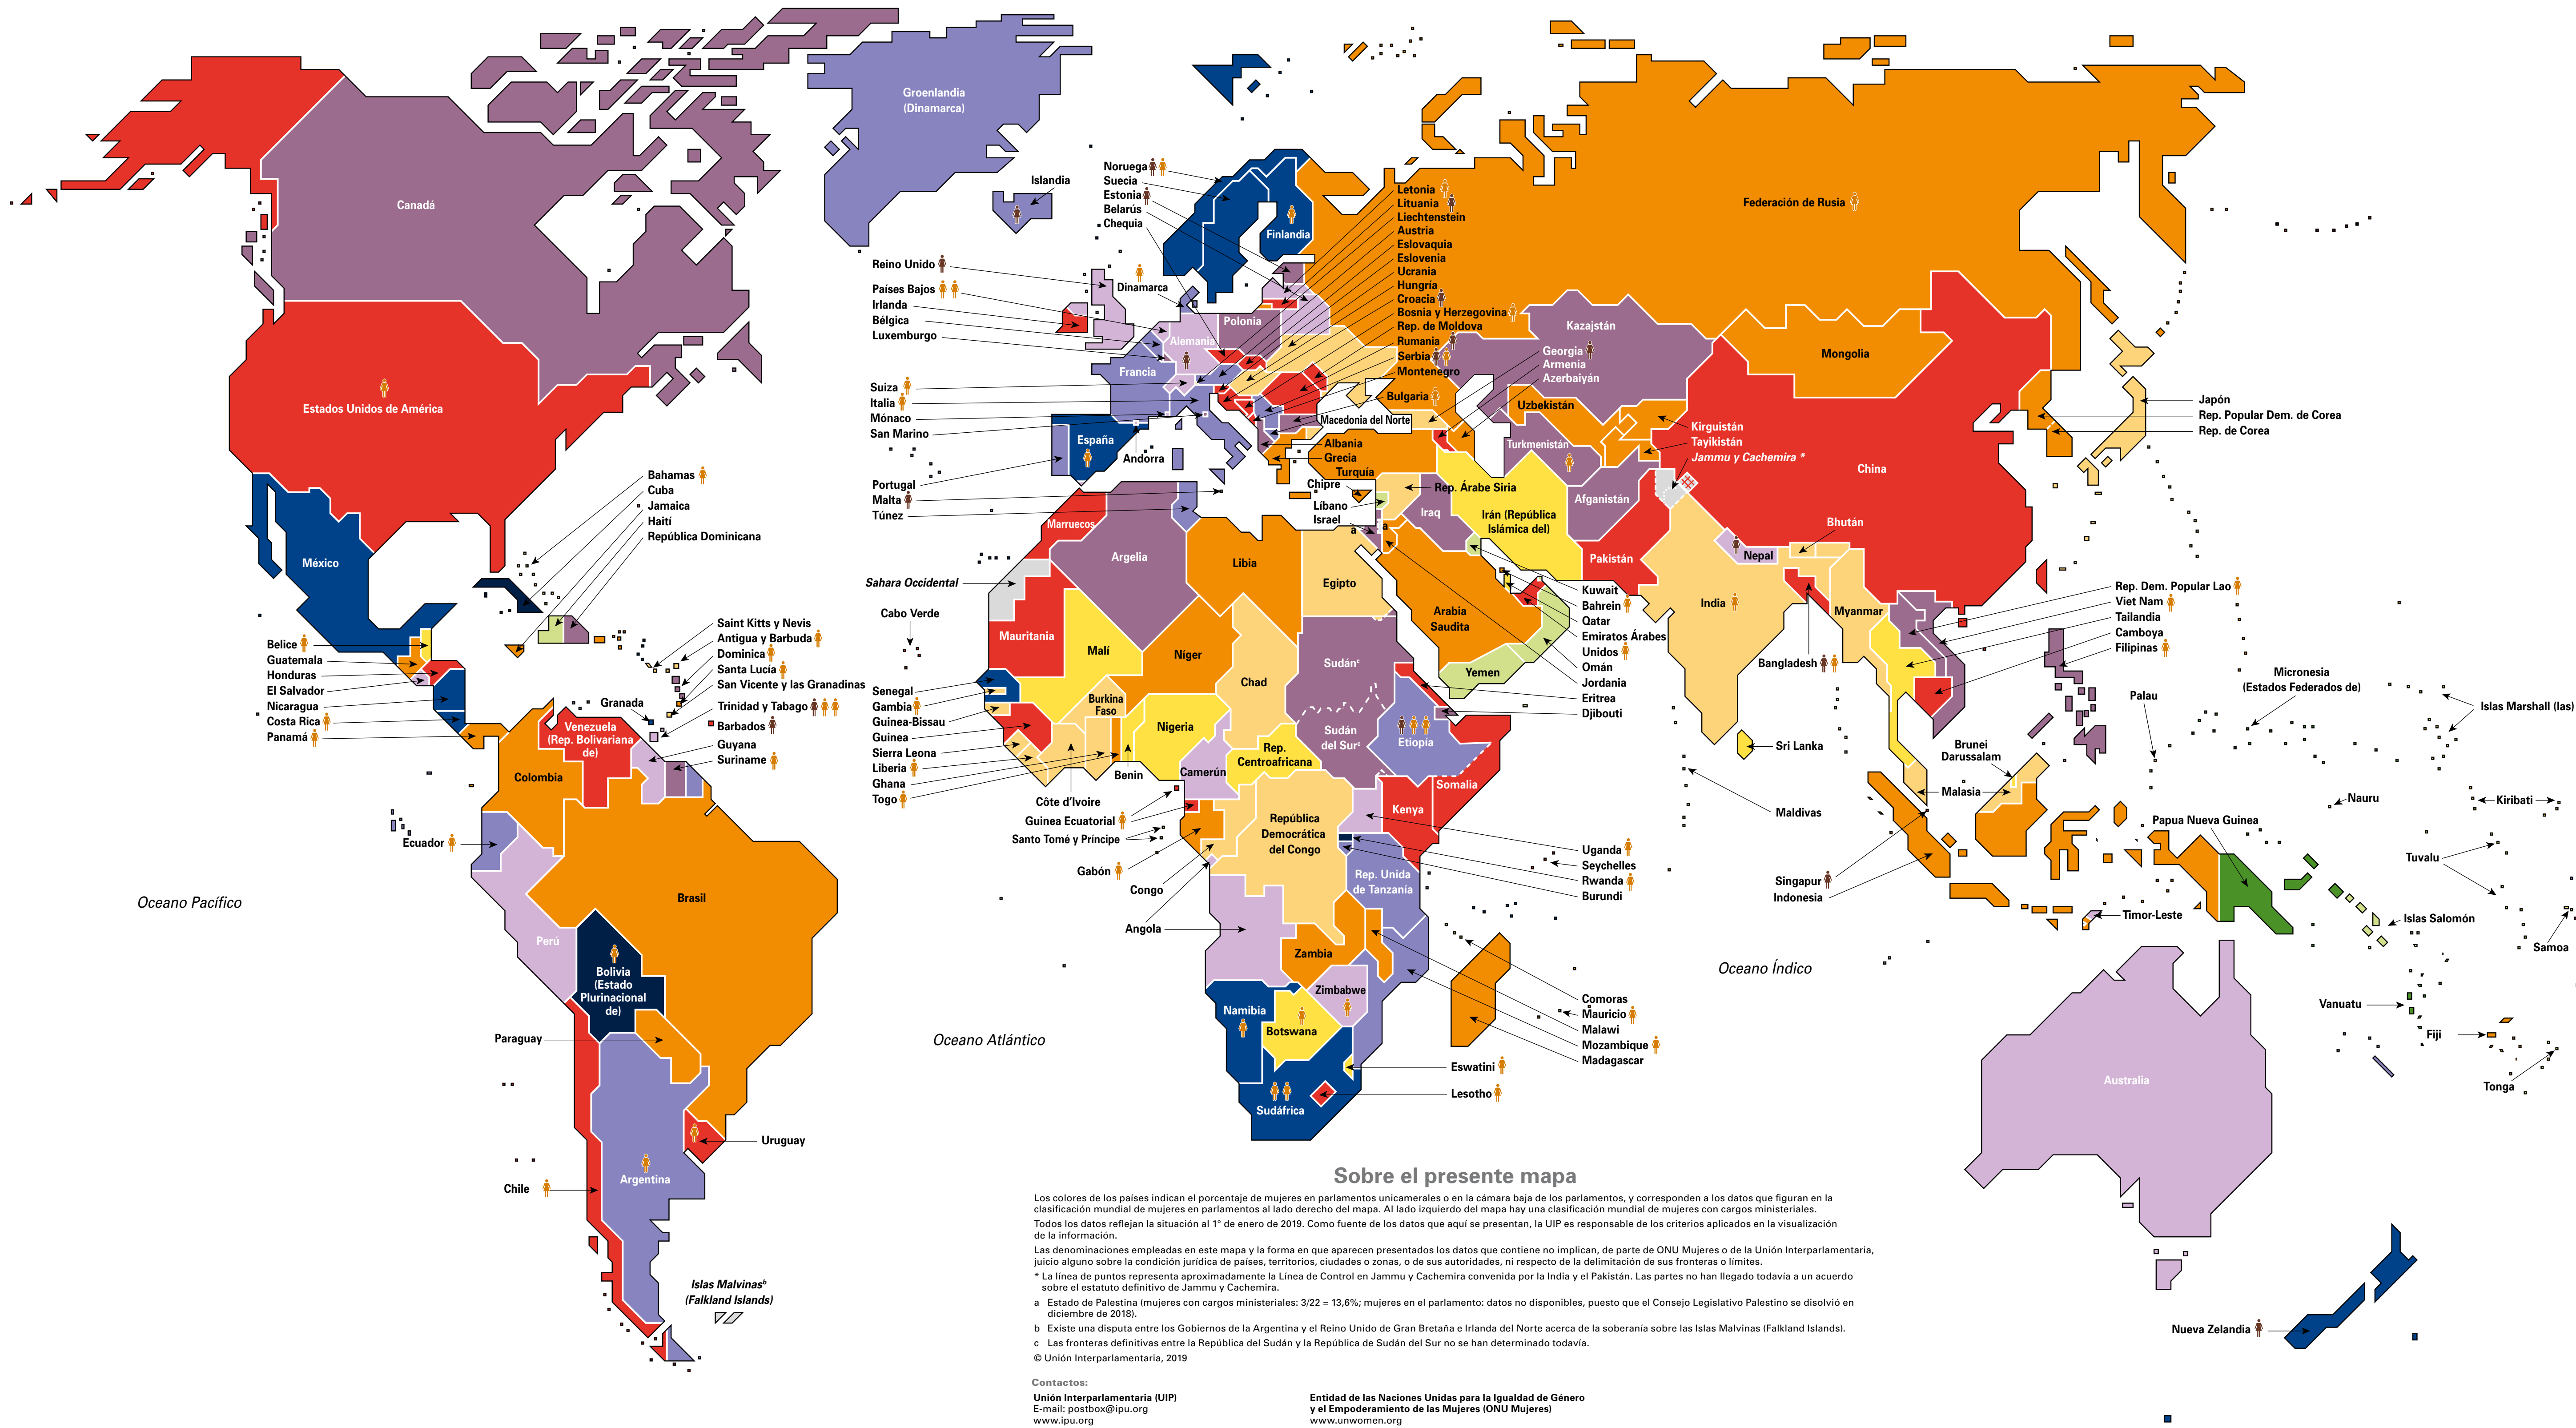 Groenlandia
(Dinamarca)
Canadá
Islandia
Noruega
Suecia
Estonia
Belarús
Chequia
Finlandia
Federación de Rusia
Letonia
Lituania
Liechtenstein
Austria
Eslovaquia
Eslovenia
Ucrania
Hungría
Croacia
Bosnia y Herzegovina
Rep. de Moldova
Rumania
Serbia
Montenegro
Bulgaria
Macedonia del Norte
Albania
Grecia
Turquía
Reino Unido
Países Bajos
Irlanda
Bélgica
Luxemburgo
Dinamarca
Polonia
Alemania
Francia
Suiza
Italia
Mónaco
San Marino
España
Andorra
Portugal
Malta
Túnez
Estados Unidos de América
Kazajstán
Mongolia
Georgia
Armenia
Azerbaiyán
Uzbekistán
Turkmenistán
Kirguistán
Tayikistán
Jammu y Cachemira *
China
Japón
Rep. Popular Dem. de Corea
Rep. de Corea
Chipre
Líbano
Israel
a
a
Rep. Árabe Siria
Iraq
Irán (República
Islámica del)
Afganistán
Pakistán
Nepal
Bhután
India
Myanmar
Bangladesh
Bahamas
Cuba
Jamaica
Haití
República Dominicana
México
Marruecos
Argelia
Libia
Egipto
Arabia
Saudita
Sahara Occidental
Cabo Verde
Mauritania
Malí
Níger
Chad
Sudánᶜ
Sudán
del Surᶜ
Yemen
Kuwait
Bahrein
Qatar
Emiratos Árabes
Unidos
Omán
Jordania
Eritrea
Djibouti
Rep. Dem. Popular Lao
Viet Nam
Tailandia
Camboya
Filipinas
Belice
Guatemala
Honduras
El Salvador
Nicaragua
Costa Rica
Panamá
Saint Kitts y Nevis
Antigua y Barbuda
Dominica
Santa Lucía
San Vicente y las Granadinas
Granada
Trinidad y Tabago
Barbados
Guyana
Suriname
Venezuela
(Rep. Bolivariana
de)
Colombia
Ecuador
Brasil
Perú
Bolivia
(Estado
Plurinacional
de)
Paraguay
Uruguay
Chile
Argentina
Senegal
Gambia
Guinea-Bissau
Guinea
Sierra Leona
Liberia
Ghana
Togo
Burkina
Faso
Nigeria
Benin
Côte d’Ivoire
Camerún
Rep.
Centroafricana
Etiopía
Somalia
Kenya
Guinea Ecuatorial
Santo Tomé y Príncipe
Gabón
Congo
Angola
República
Democrática
del Congo
Rep. Unida
de Tanzanía
Uganda
Seychelles
Rwanda
Burundi
Zambia
Zimbabwe
Namibia
Botswana
Sudáfrica
Comoras
Mauricio
Malawi
Mozambique
Madagascar
Eswatini
Lesotho
Sri Lanka
Maldivas
Brunei
Darussalam
Malasia
Singapur
Indonesia
Timor-Leste
Palau
Micronesia
(Estados Federados de)
Islas Marshall (las)
Nauru
Kiribati
Papua Nueva Guinea
Tuvalu
Islas Salomón
Samoa
Vanuatu
Fiji
Tonga
Australia
Nueva Zelandia
Oceano Pacífico
Oceano Atlántico
Oceano Índico
Islas Malvinasᵇ
(Falkland Islands)
Sobre el presente mapa
Los colores de los países indican el porcentaje de mujeres en parlamentos unicamerales o en la cámara baja de los parlamentos, y corresponden a los datos que figuran en la
clasificación mundial de mujeres en parlamentos al lado derecho del mapa. Al lado izquierdo del mapa hay una clasificación mundial de mujeres con cargos ministeriales.
Todos los datos reflejan la situación al 1° de enero de 2019. Como fuente de los datos que aquí se presentan, la UIP es responsable de los criterios aplicados en la visualización
de la información.
Las denominaciones empleadas en este mapa y la forma en que aparecen presentados los datos que contiene no implican, de parte de ONU Mujeres o de la Unión Interparlamentaria,
juicio alguno sobre la condición jurídica de países, territorios, ciudades o zonas, o de sus autoridades, ni respecto de la delimitación de sus fronteras o límites.
* La línea de puntos representa aproximadamente la Línea de Control en Jammu y Cachemira convenida por la India y el Pakistán. Las partes no han llegado todavía a un acuerdo
sobre el estatuto definitivo de Jammu y Cachemira.
a Estado de Palestina (mujeres con cargos ministeriales: 3/22 = 13,6%; mujeres en el parlamento: datos no disponibles, puesto que el Consejo Legislativo Palestino se disolvió en
diciembre de 2018).
b Existe una disputa entre los Gobiernos de la Argentina y el Reino Unido de Gran Bretaña e Irlanda del Norte acerca de la soberanía sobre las Islas Malvinas (Falkland Islands).
c Las fronteras definitivas entre la República del Sudán y la República de Sudán del Sur no se han determinado todavía.
© Unión Interparlamentaria, 2019
Contactos:
Unión Interparlamentaria (UIP)
E-mail: postbox@ipu.org
www.ipu.org
Entidad de las Naciones Unidas para la Igualdad de Género
y el Empoderamiento de las Mujeres (ONU Mujeres)
www.unwomen.org